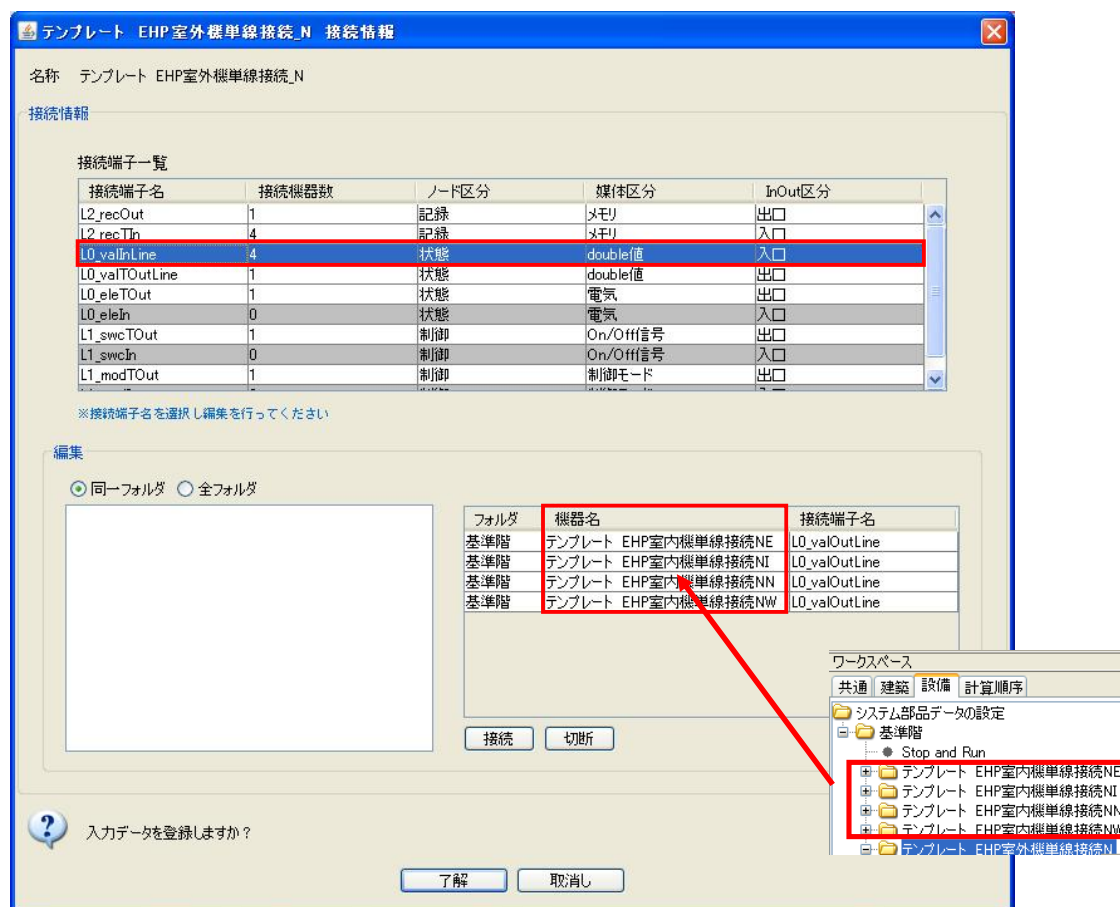 テンプレート EHP室外機単線接続_N 接続情報
名称 テンプレート EHP室外機単線接続_N
接続情報
接続端子一覧
接続端子名 接続機器数 ノード区分 媒体区分 InOut区分
L2_recOut 1 記録 メモリ 出口
L2_recTIn 4 記録 メモリ 入口
L0_valInLine 4 状態 double値 入口
L0_valTOutLine 1 状態 double値 出口
L0_eleTOut 1 状態 電気 出口
L0_eleIn 0 状態 電気 入口
L1_swcTOut 1 制御 On/Off信号 出口
L1_swcIn 0 制御 On/Off信号 入口
L1_modTOut 1 制御 制御モード 出口
※接続端子名を選択し編集を行ってください
編集
同一フォルダ 全フォルダ
フォルダ 機器名 接続端子名
基準階 テンプレート EHP室内機単線接続NE L0_valOutLine
基準階 テンプレート EHP室内機単線接続NI L0_valOutLine
基準階 テンプレート EHP室内機単線接続NN L0_valOutLine
基準階 テンプレート EHP室内機単線接続NW L0_valOutLine
接続 切断
入力データを登録しますか?
了解 取消し
ワークスペース
共通 建築 設備 計算順序
システム部品データの設定
基準階
Stop and Run
テンプレート EHP室内機単線接続NE
テンプレート EHP室内機単線接続NI
テンプレート EHP室内機単線接続NN
テンプレート EHP室内機単線接続NW
テンプレート EHP室外機単線接続N